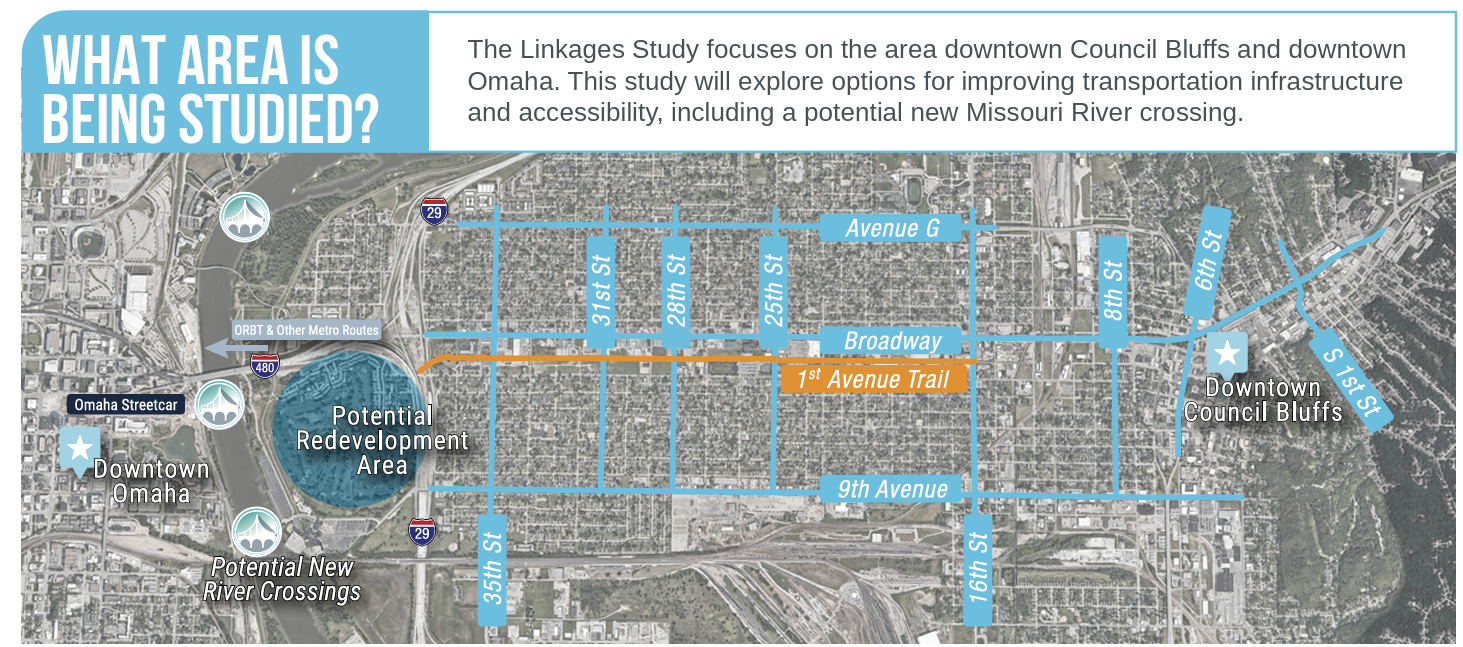 WHAT AREA IS
BEING STUDIED?
The Linkages Study focuses on the area downtown Council Bluffs and downtown
Omaha. This study will explore options for improving transportation infrastructure
and accessibility, including a potential new Missouri River crossing.
29
Avenue G
31st St
28th St
25th St
8th St
6th St
ORBT & Other Metro Routes
Broadway
480
1st Avenue Trail
S 1st St
Downtown
Council Bluffs
Omaha Streetcar
Potential
Redevelopment
Area
Downtown
Omaha
9th Avenue
29
35th St
16th St
Potential New
River Crossings